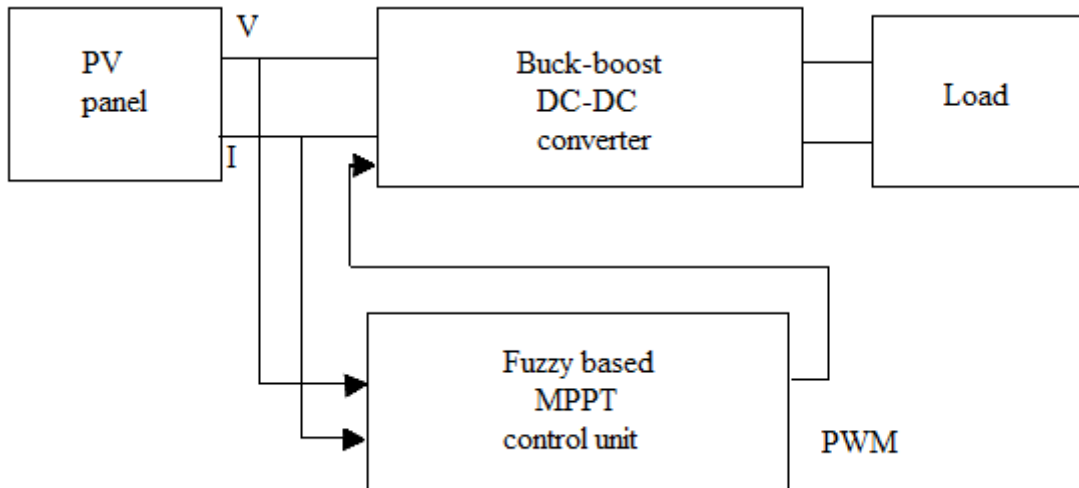 PV
panel
V
I
Buck-boost
DC-DC
converter
Load
Fuzzy based
MPPT
control unit
PWM